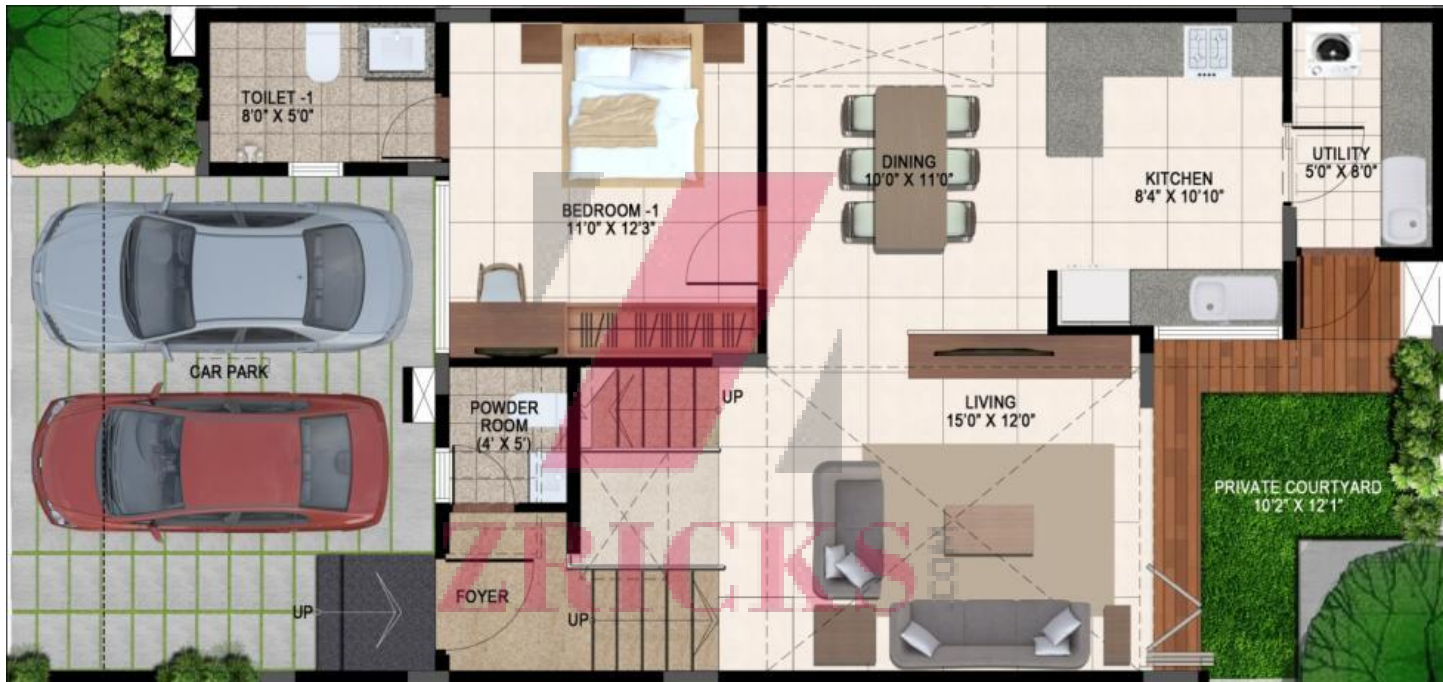 TOILET -1
8'0" X 5'0"
BEDROOM -1
11'0" X 12'3"
DINING
10'0" X 11'0"
KITCHEN
8'4" X 10'10"
UTILITY
5'0" X 8'0"
CAR PARK
POWDER
ROOM
(4' X 5')
UP
LIVING
15'0" X 12'0"
PRIVATE COURTYARD
10'2" X 12'1"
ZRICKS
.COM
UP
FOYER
UP